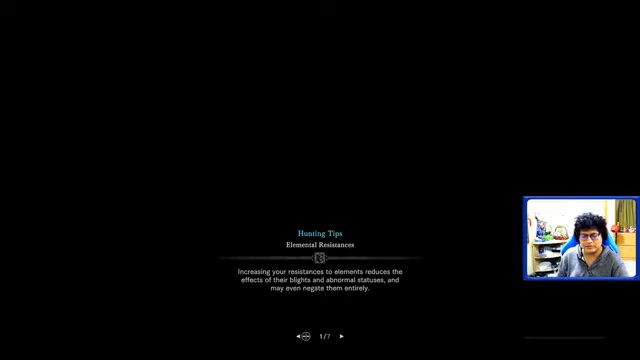 Hunting Tips
Elemental Resistances
Increasing your resistances to elements reduces the
effects of their blights and abnormal statuses, and
may even negate them entirely.
1/7